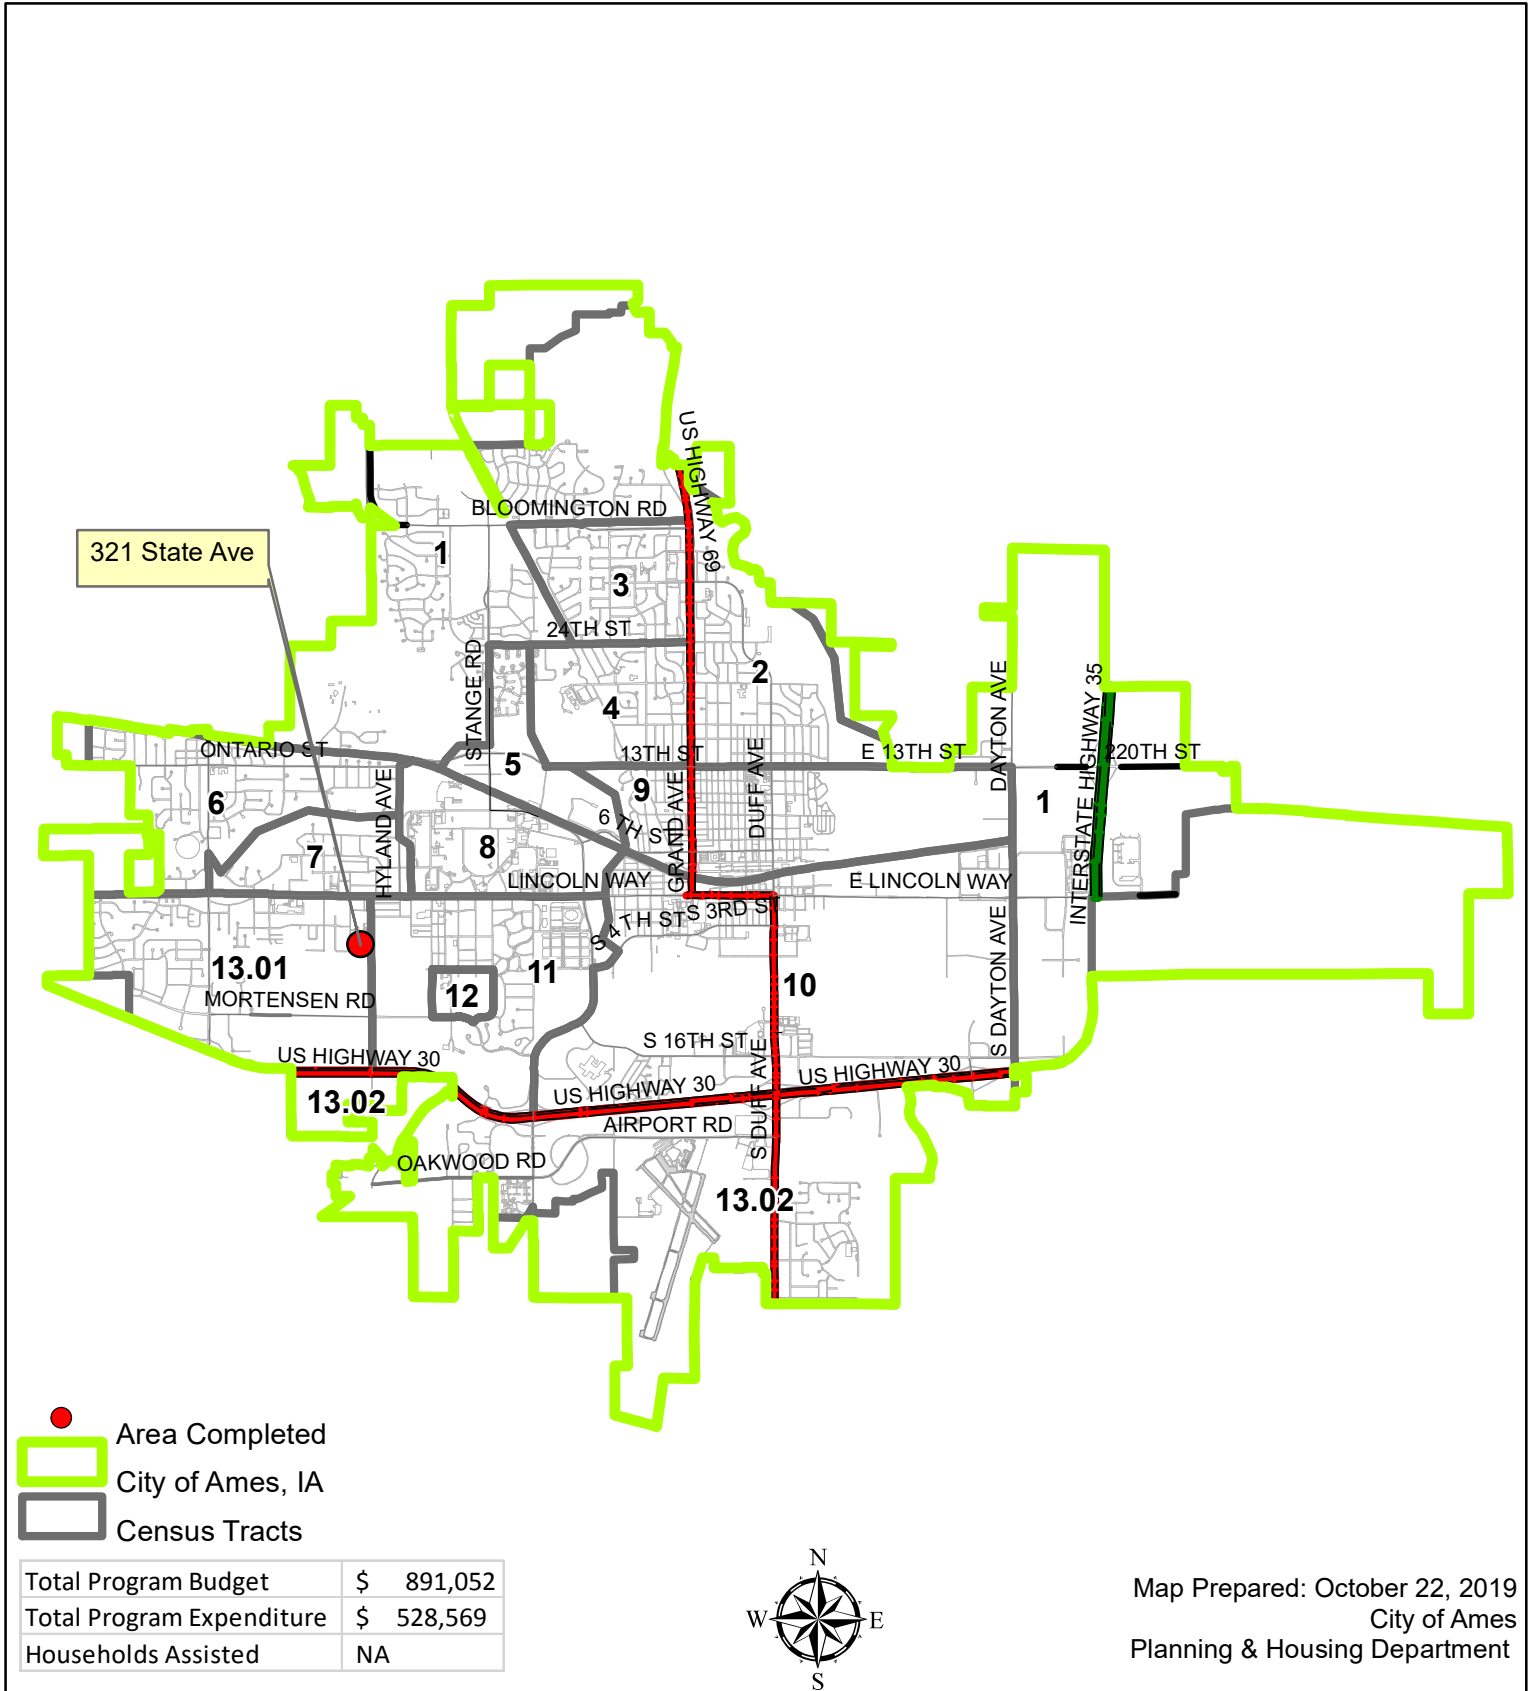 US HIGHWAY 69
BLOOMINGTON RD
321 State Ave
1
3
24TH ST
STANGE RD
2
DAYTON AVE
INTERSTATE HIGHWAY 35
4
ONTARIO ST
5
13TH ST
E 13TH ST
220TH ST
HYLAND AVE
9
GRAND AVE
DUFF AVE
1
6
6 TH ST
7
8
LINCOLN WAY
E LINCOLN WAY
S 3RD ST
S 4TH ST
S DAYTON AVE
13.01
11
10
12
MORTENSEN RD
S 16TH ST
S DUFF AVE
US HIGHWAY 30
US HIGHWAY 30
US HIGHWAY 30
13.02
AIRPORT RD
OAKWOOD RD
13.02
Area Completed
City of Ames, IA
Census Tracts
Total Program Budget $ 891,052
Total Program Expenditure $ 528,569
Households Assisted NA
N
W E
S
Map Prepared: October 22, 2019
City of Ames
Planning & Housing Department